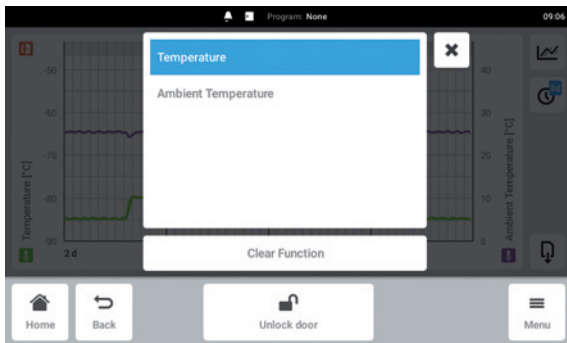 Program: None
09:06
Temperature
Ambient Temperature
Clear Function
-50
-60
-70
-80
-90
Temperature [°C]
2 d
40
30
20
10
0
Ambient Temperature [°C]
Home
Back
Unlock door
Menu